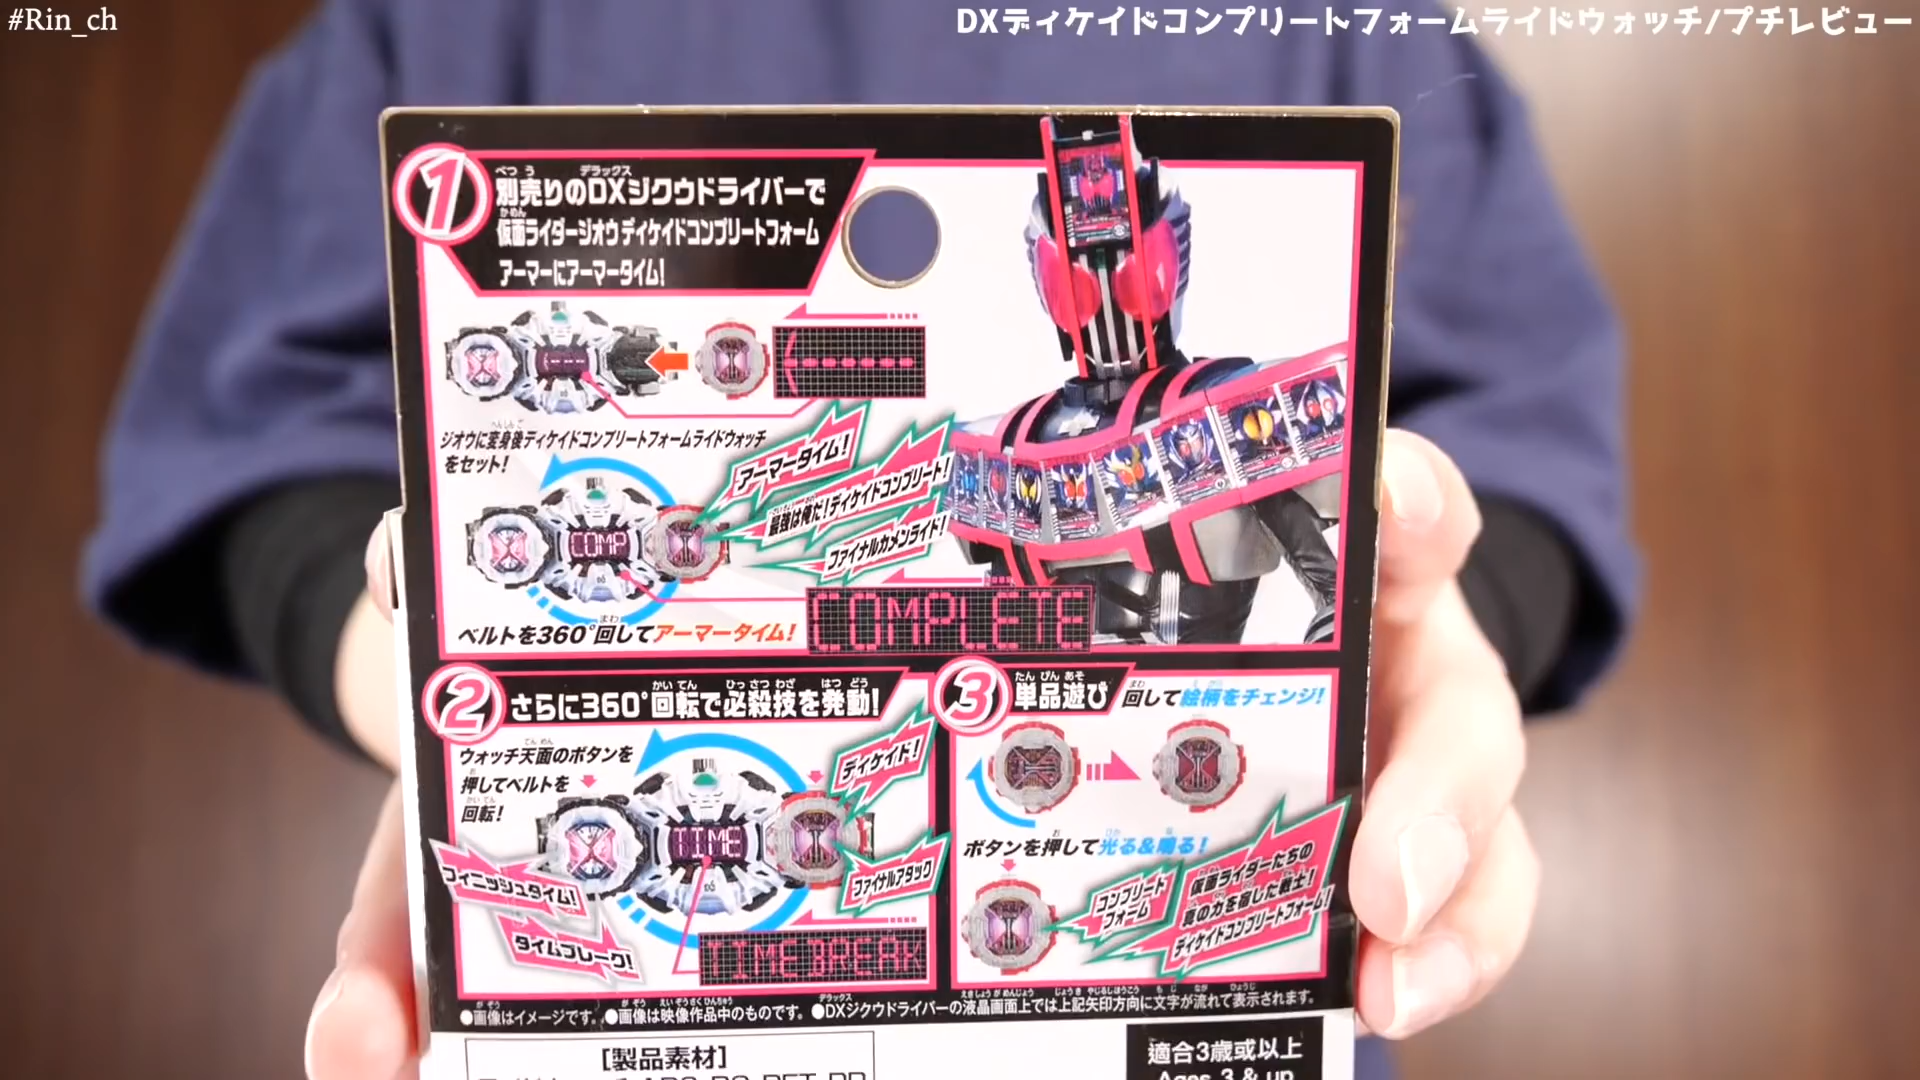 #Rin_ch
DXディケイドコンプリートフォームライドウォッチ/プチレビュー
1
別売りのDXジクウドライバーで
仮面ライダージオウ ディケイドコンプリートフォーム
アーマーにアーマータイム!
ジオウに変身後ディケイドコンプリートフォームライドウォッチ
をセット!
アーマータイム!
最強は俺だ!ディケイドコンプリート!
ファイナルカメンライド!
COMP
COMPLETE
ベルトを360°回してアーマータイム!
2
さらに360°回転で必殺技を発動!
ウォッチ天面のボタンを
押してベルトを
回転!
ディケイド!
TIME
ファイナルアタック
フィニッシュタイム!
タイムブレーク!
TIME BREAK
3
単品遊び
回して絵柄をチェンジ!
ボタンを押して光る&鳴る!
コンプリート
フォーム
仮面ライダーたちの
真の力を宿した戦士!
ディケイドコンプリートフォーム!
●画像はイメージです。●画像は映像作品中のものです。●DXジクウドライバーの液晶画面上では上記矢印方向に文字が流れて表示されます。
[製品素材]
適合3歳或以上
Ages 3 & up